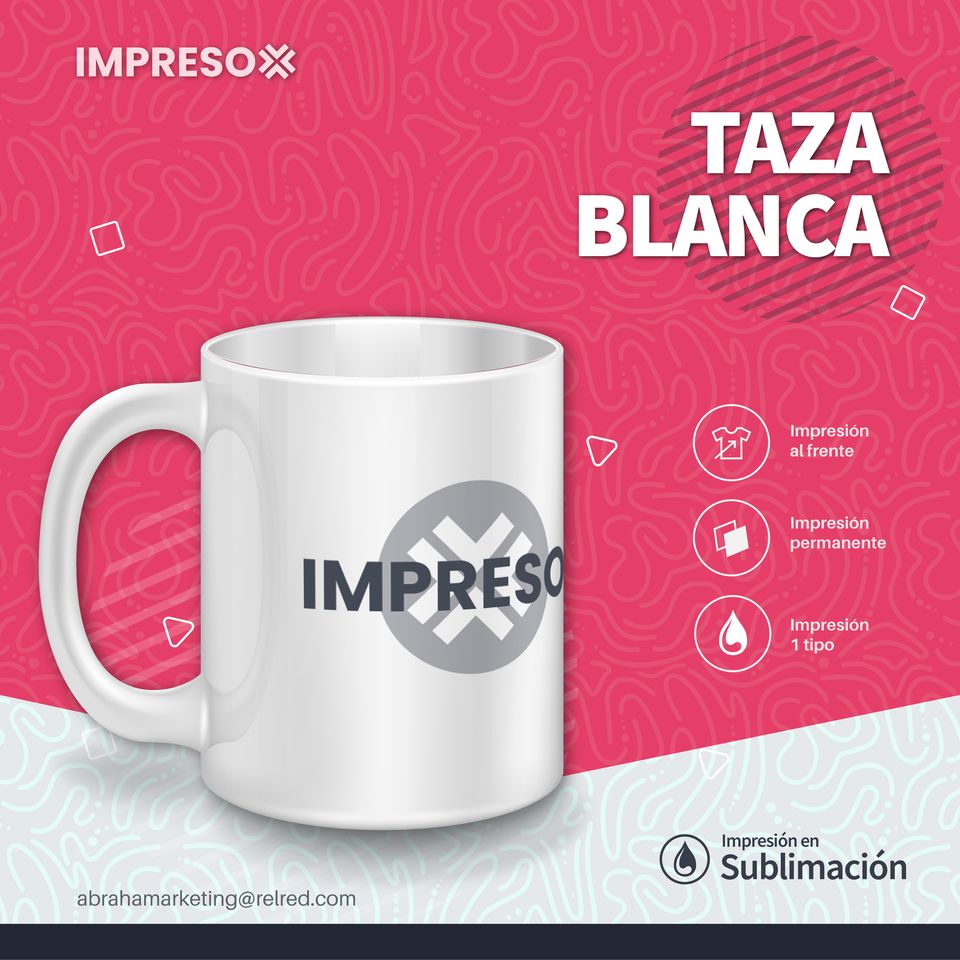 IMPRESO
TAZA
BLANCA
Impresión
al frente
Impresión
permanente
Impresión
1 tipo
IMPRESO
Impresión en
Sublimación
abrahamarketing@relred.com